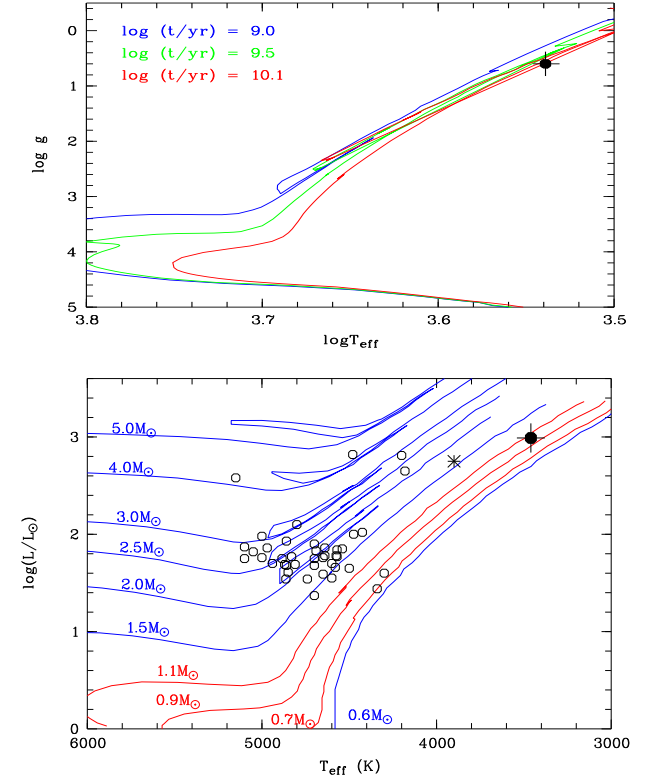 log (t/yr) = 9.0
log (t/yr) = 9.5
log (t/yr) = 10.1
0
1
2
3
4
5
log g
3.8 3.7 3.6 3.5
logT_eff
5.0M⊙
4.0M⊙
3.0M⊙
2.5M⊙
2.0M⊙
1.5M⊙
1.1M⊙
0.9M⊙
0.7M⊙
0.6M⊙
3
2
1
0
log(L/L⊙)
6000 5000 4000 3000
T_eff (K)